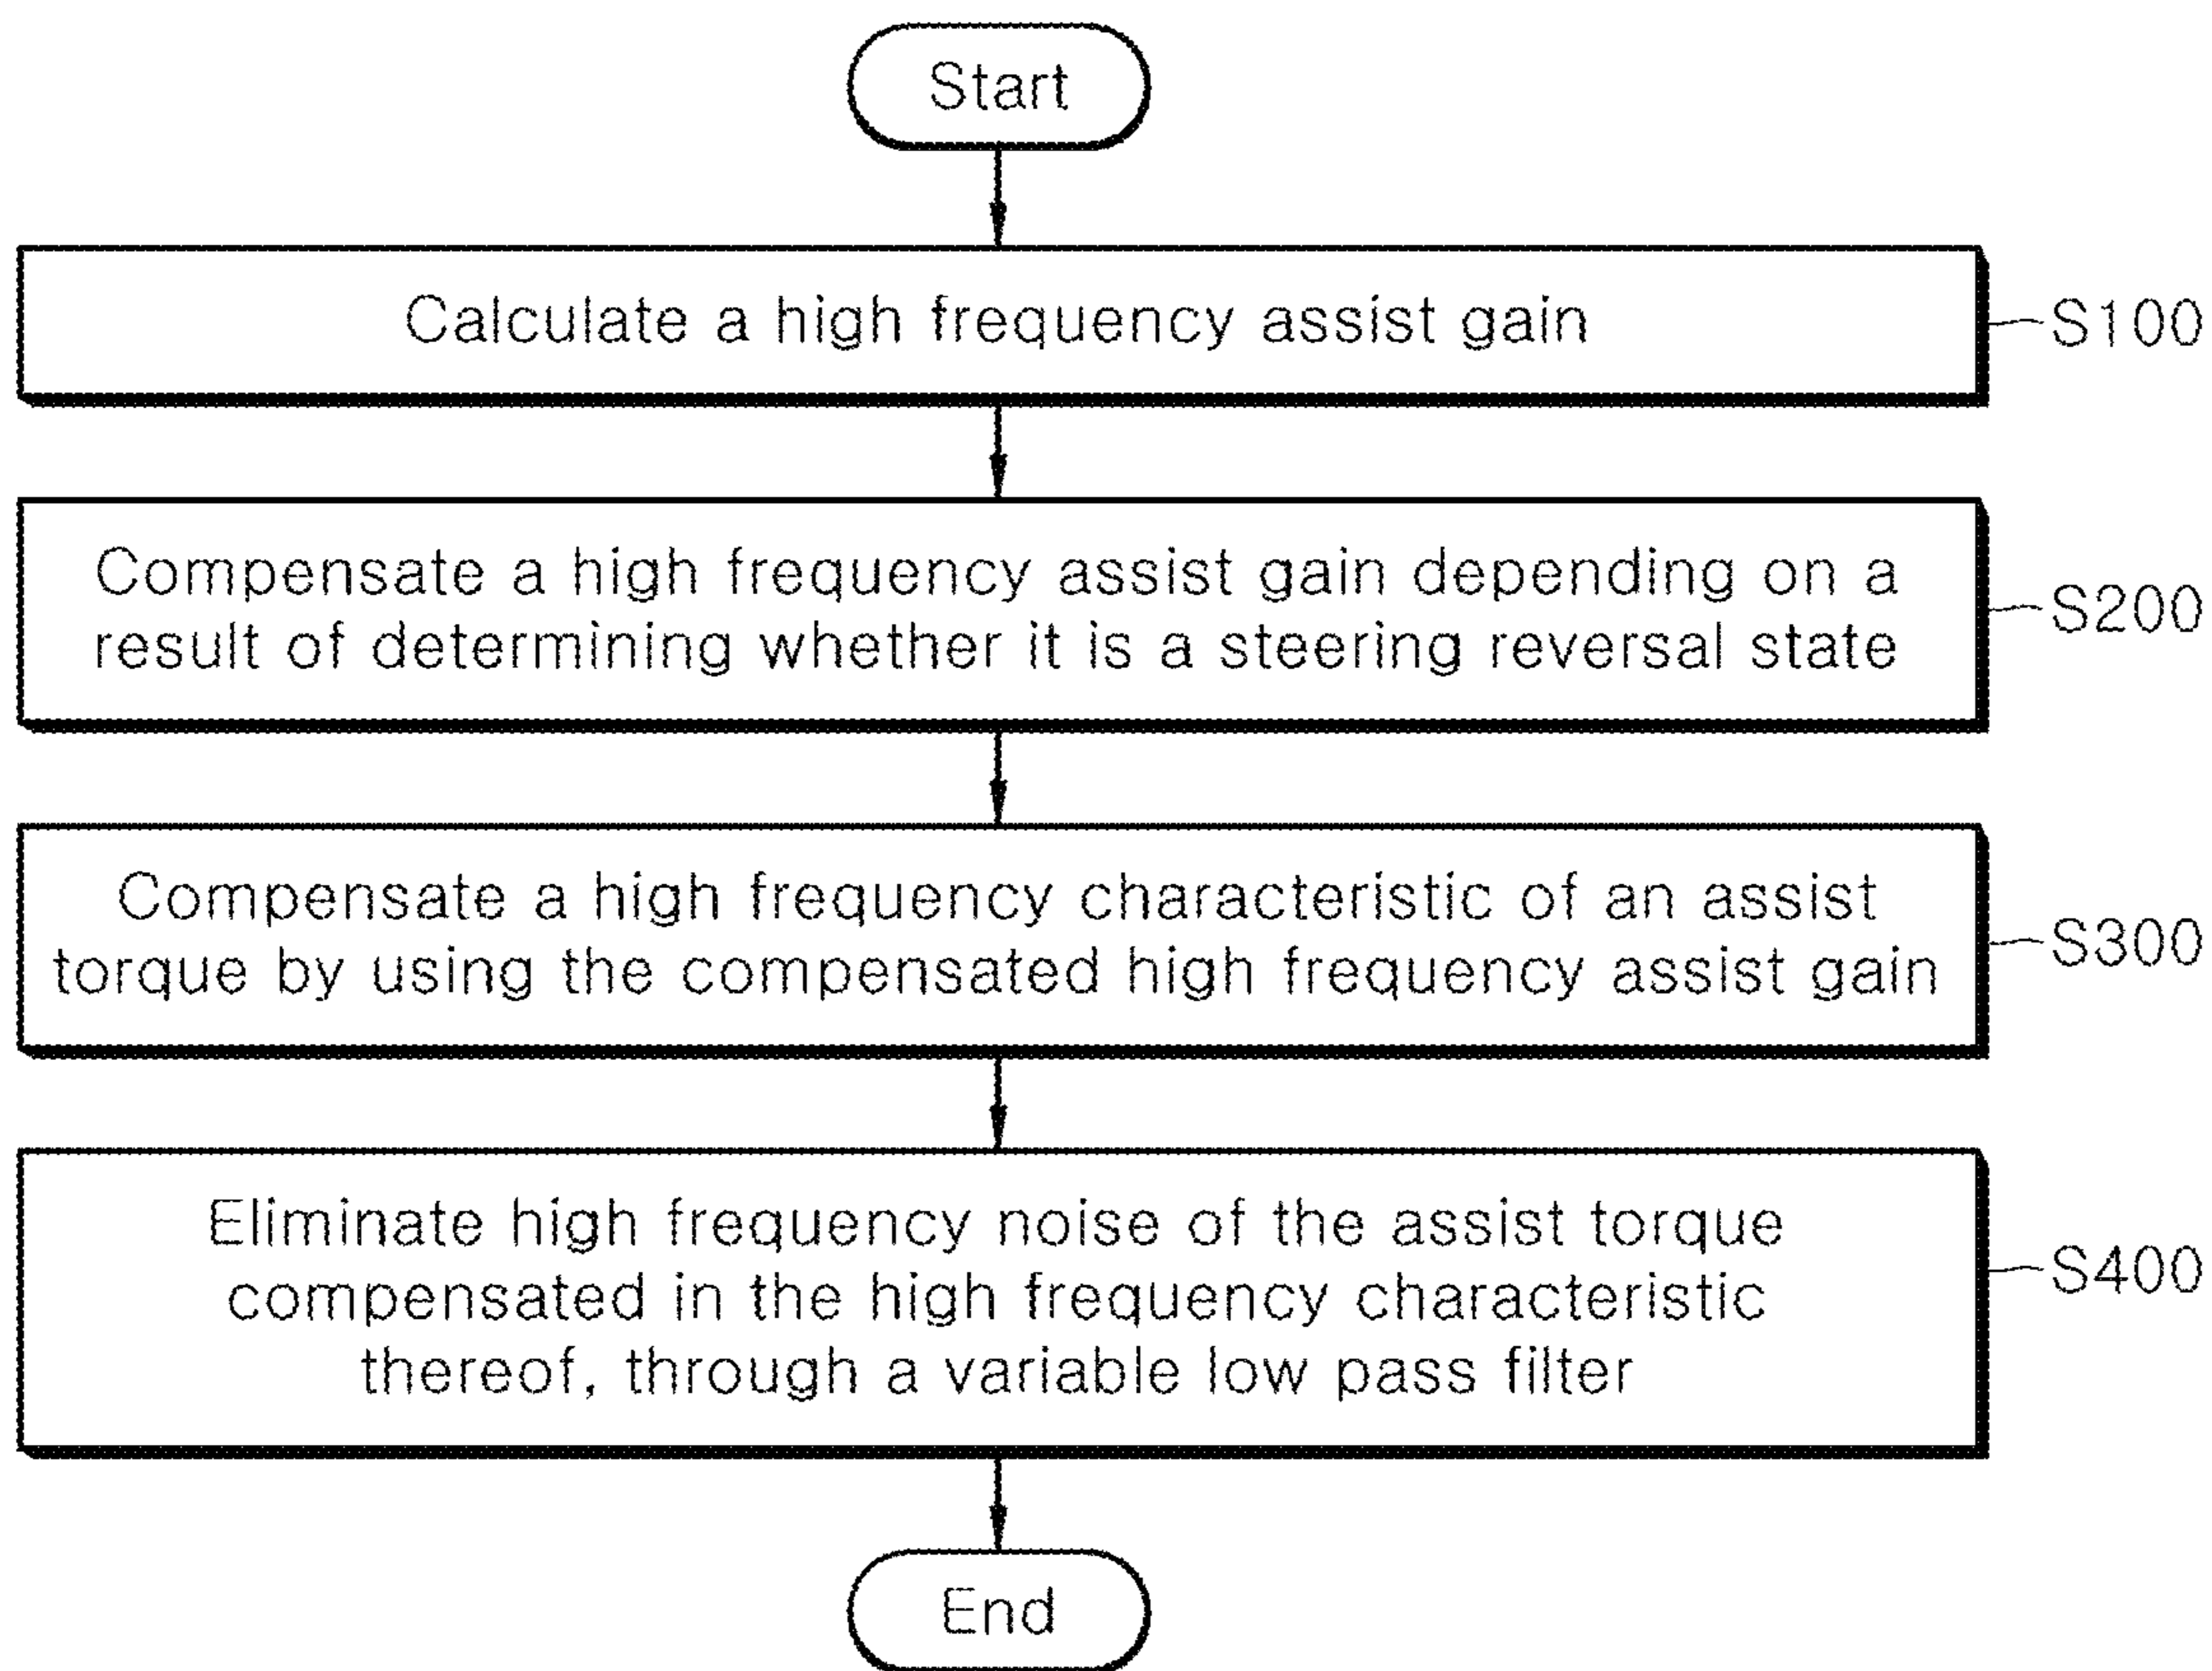 Start
Calculate a high frequency assist gain
S100
Compensate a high frequency assist gain depending on a
result of determining whether it is a steering reversal state
S200
Compensate a high frequency characteristic of an assist
torque by using the compensated high frequency assist gain
S300
Eliminate high frequency noise of the assist torque
compensated in the high frequency characteristic
thereof, through a variable low pass filter
S400
End